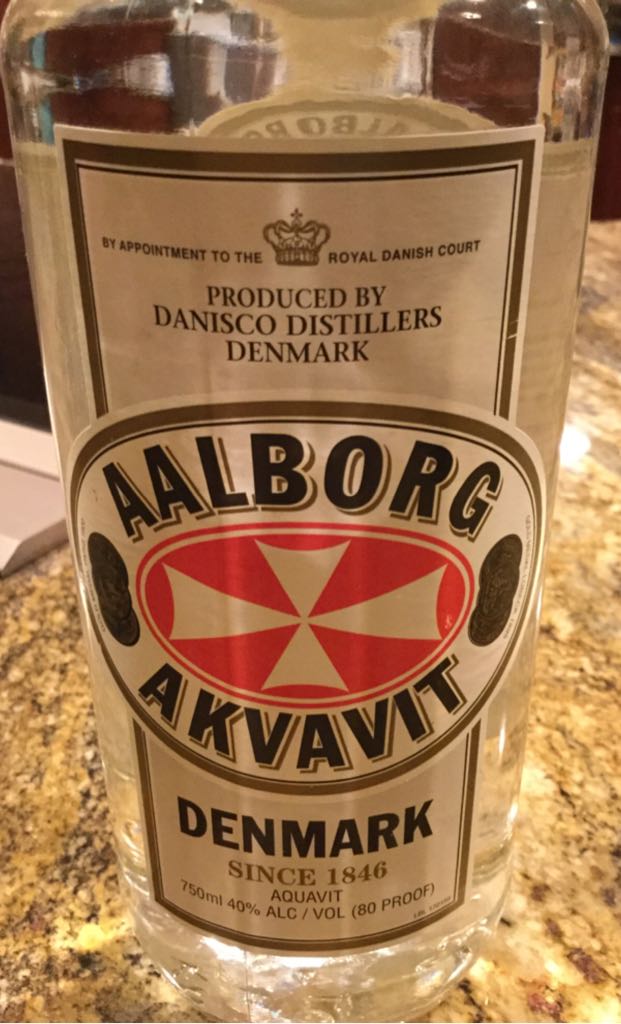 BY APPOINTMENT TO THE ROYAL DANISH COURT
PRODUCED BY
DANISCO DISTILLERS
DENMARK
AALBORG
AKVAVIT
DENMARK
SINCE 1846
AQUAVIT
750ml 40% ALC / VOL (80 PROOF)